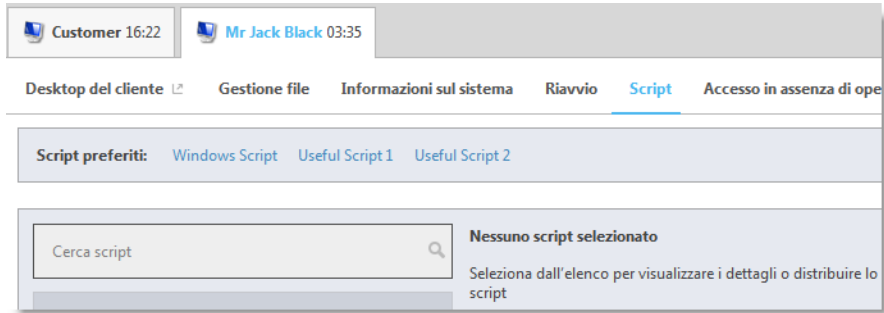 Customer 16:22 Mr Jack Black 03:35
Desktop del cliente Gestione file Informazioni sul sistema Riavvio Script Accesso in assenza di ope
Script preferiti: Windows Script Useful Script 1 Useful Script 2
Cerca script
Nessuno script selezionato
Seleziona dall'elenco per visualizzare i dettagli o distribuire lo
script